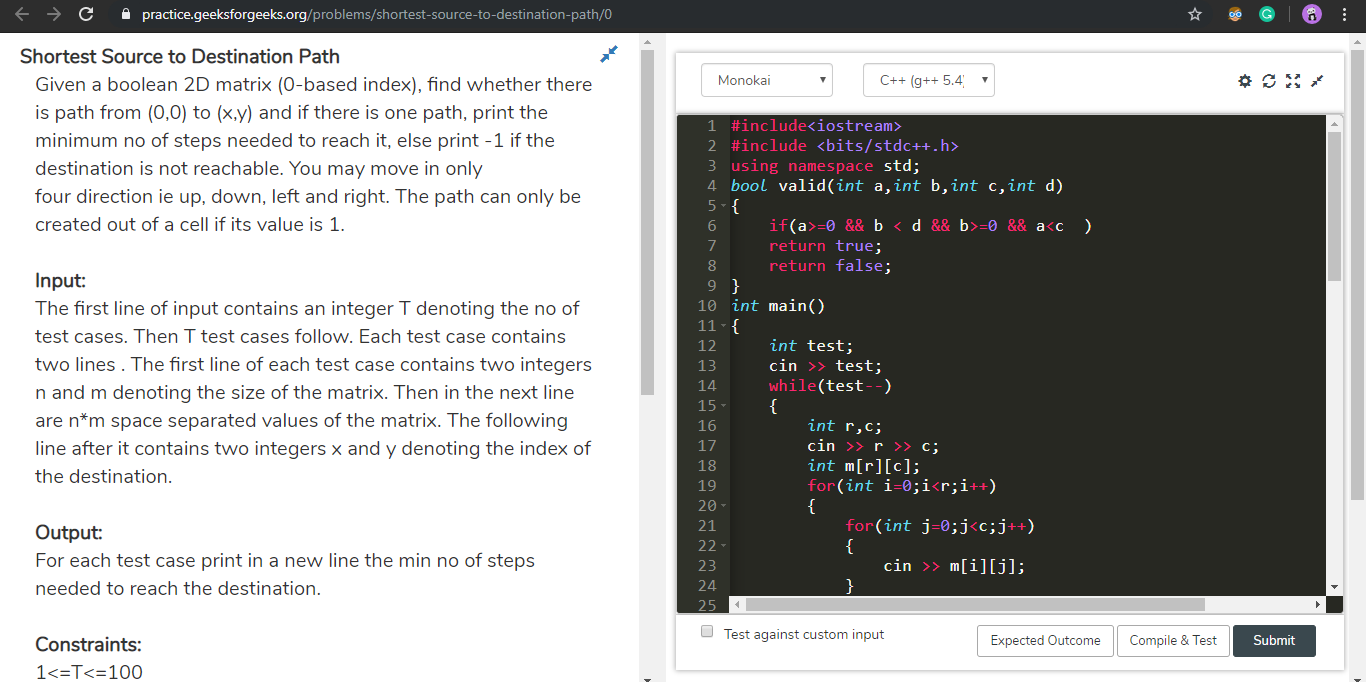 practice.geeksforgeeks.org/problems/shortest-source-to-destination-path/0
Shortest Source to Destination Path
Given a boolean 2D matrix (0-based index), find whether there
is path from (0,0) to (x,y) and if there is one path, print the
minimum no of steps needed to reach it, else print -1 if the
destination is not reachable. You may move in only
four direction ie up, down, left and right. The path can only be
created out of a cell if its value is 1.
Input:
The first line of input contains an integer T denoting the no of
test cases. Then T test cases follow. Each test case contains
two lines . The first line of each test case contains two integers
n and m denoting the size of the matrix. Then in the next line
are n*m space separated values of the matrix. The following
line after it contains two integers x and y denoting the index of
the destination.
Output:
For each test case print in a new line the min no of steps
needed to reach the destination.
Constraints:
1<=T<=100
Monokai
C++ (g++ 5.4)
1 #include<iostream>
2 #include <bits/stdc++.h>
3 using namespace std;
4 bool valid(int a,int b,int c,int d)
5 {
6 if(a>=0 && b < d && b>=0 && a<c  )
7 return true;
8 return false;
9 }
10 int main()
11 {
12 int test;
13 cin >> test;
14 while(test--)
15 {
16 int r,c;
17 cin >> r >> c;
18 int m[r][c];
19 for(int i=0;i<r;i++)
20 {
21 for(int j=0;j<c;j++)
22 {
23 cin >> m[i][j];
24 }
25
Test against custom input
Expected Outcome
Compile & Test
Submit